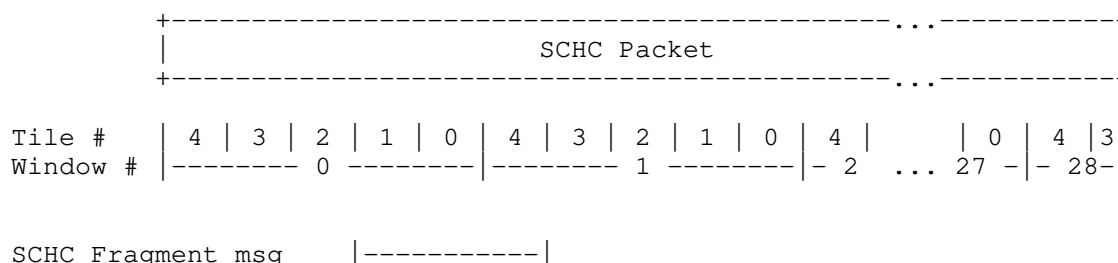 +---------------------------------------------...-----------
| SCHC Packet
+---------------------------------------------...-----------
Tile # | 4 | 3 | 2 | 1 | 0 | 4 | 3 | 2 | 1 | 0 | 4 | | 0 | 4 |3
Window # |-------- 0 --------|-------- 1 --------|- 2 ... 27 -|- 28-
SCHC Fragment msg |-----------|